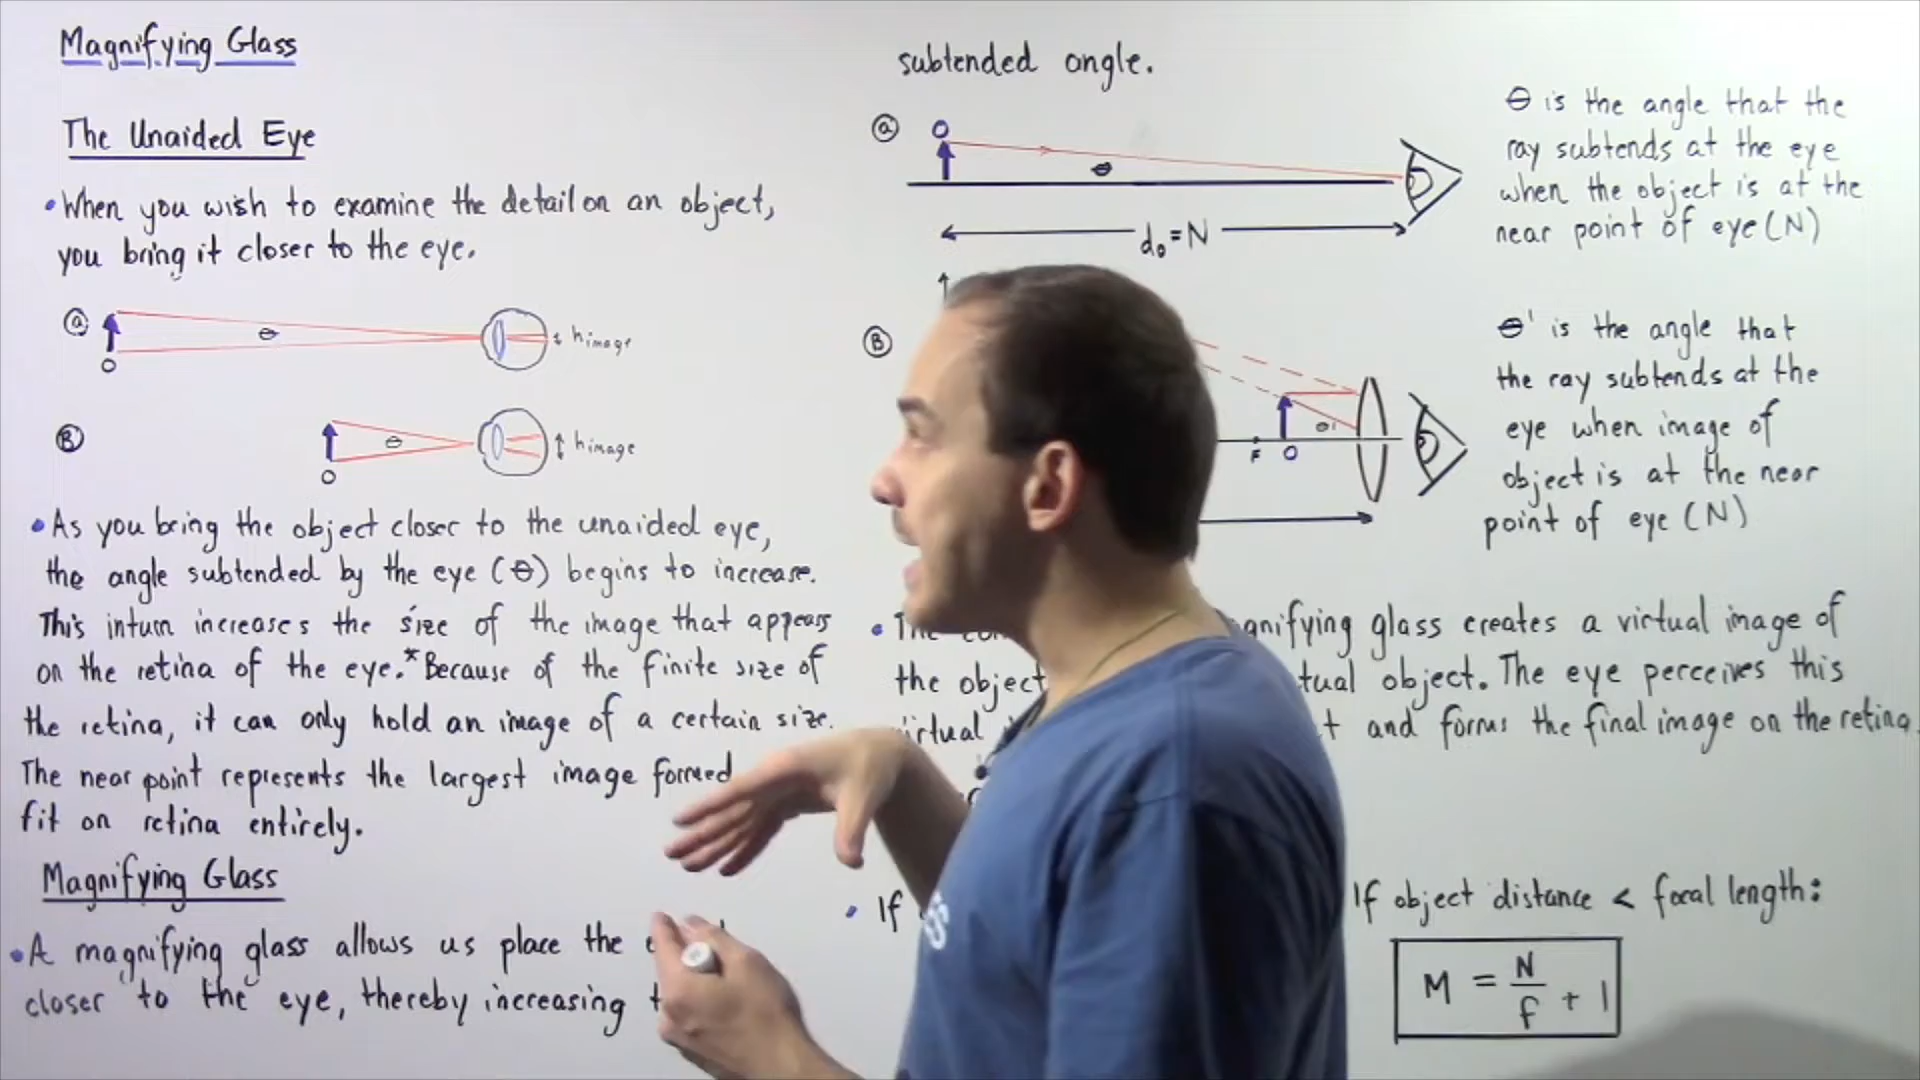 Magnifying Glass
The Unaided Eye
• When you wish to examine the detail on an object,
you bring it closer to the eye.
a
θ
O
h image
B
θ
O
h image
• As you bring the object closer to the unaided eye,
the angle subtended by the eye (θ) begins to increase.
This inturn increases the size of the image that appears
on the retina of the eye.* Because of the finite size of
the retina, it can only hold an image of a certain size.
The near point represents the largest image formed
fit on retina entirely.
Magnifying Glass
• A magnifying glass allows us place the
closer to the eye, thereby increasing
subtended angle.
a
O
θ
do = N
θ is the angle that the
ray subtends at the eye
when the object is at the
near point of eye (N)
B
F
O
θ'
θ' is the angle that
the ray subtends at the
eye when image of
object is at the near
point of eye (N)
• The glass creates a virtual image of
the object object. The eye perceives this
and forms the final image on the retina.
• If
If object distance < focal length:
M = N/f + 1